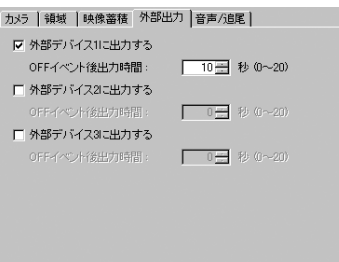 カメラ 領域 映像蓄積 外部出力 音声/追尾
外部デバイス1に出力する
OFFイベント後出力時間: 10 秒 (0～20)
外部デバイス2に出力する
OFFイベント後出力時間: 0 秒 (0～20)
外部デバイス3に出力する
OFFイベント後出力時間: 0 秒 (0～20)